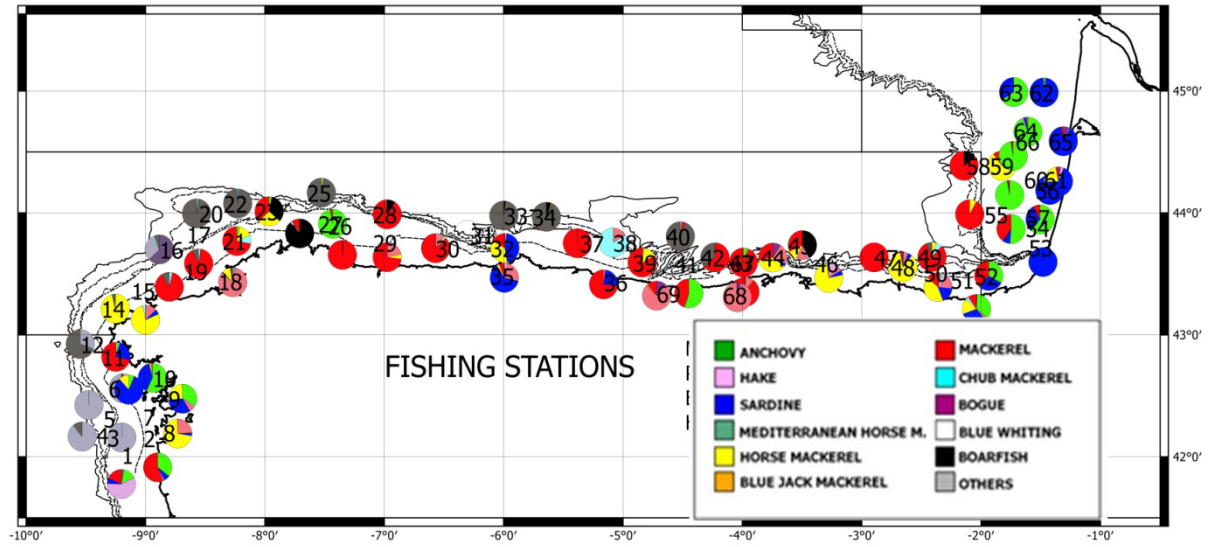 63 62
45°0'
64
66 65
58 59
60 61
56
25
22
20
23 27 26 28 33 34
44°0'
55 57
54
21 29 30 31 32 37 38 40
16 19 39 41 42 63 44 47 49 53
18 35 36 46 48 50 51 52
15 69 68
14
12
43°0'
11
FISHING STATIONS
10
6 9
5 7
4 3 2 8
1
42°0'
ANCHOVY
HAKE
SARDINE
MEDITERRANEAN HORSE M.
HORSE MACKEREL
BLUE JACK MACKEREL
MACKEREL
CHUB MACKEREL
BOGUE
BLUE WHITING
BOARFISH
OTHERS
-10°0' -9°0' -8°0' -7°0' -6°0' -5°0' -4°0' -3°0' -2°0' -1°0'